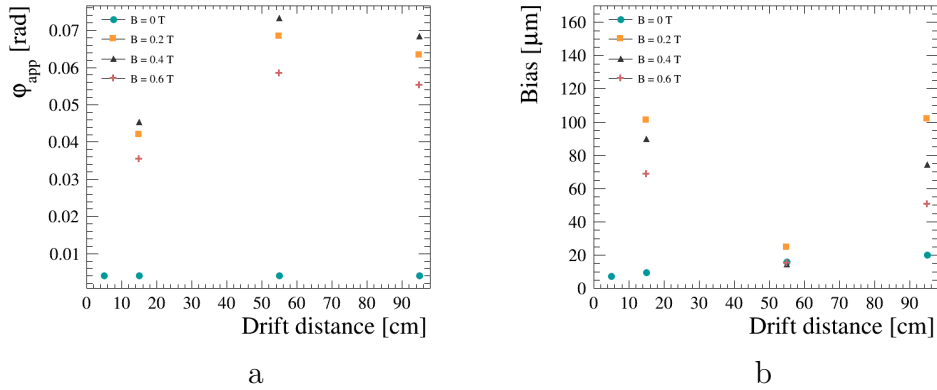 φapp [rad]
0.07
0.06
0.05
0.04
0.03
0.02
0.01
B = 0 T
B = 0.2 T
B = 0.4 T
B = 0.6 T
0 10 20 30 40 50 60 70 80 90
Drift distance [cm]
a
Bias [μm]
160
140
120
100
80
60
40
20
0
B = 0 T
B = 0.2 T
B = 0.4 T
B = 0.6 T
0 10 20 30 40 50 60 70 80 90
Drift distance [cm]
b